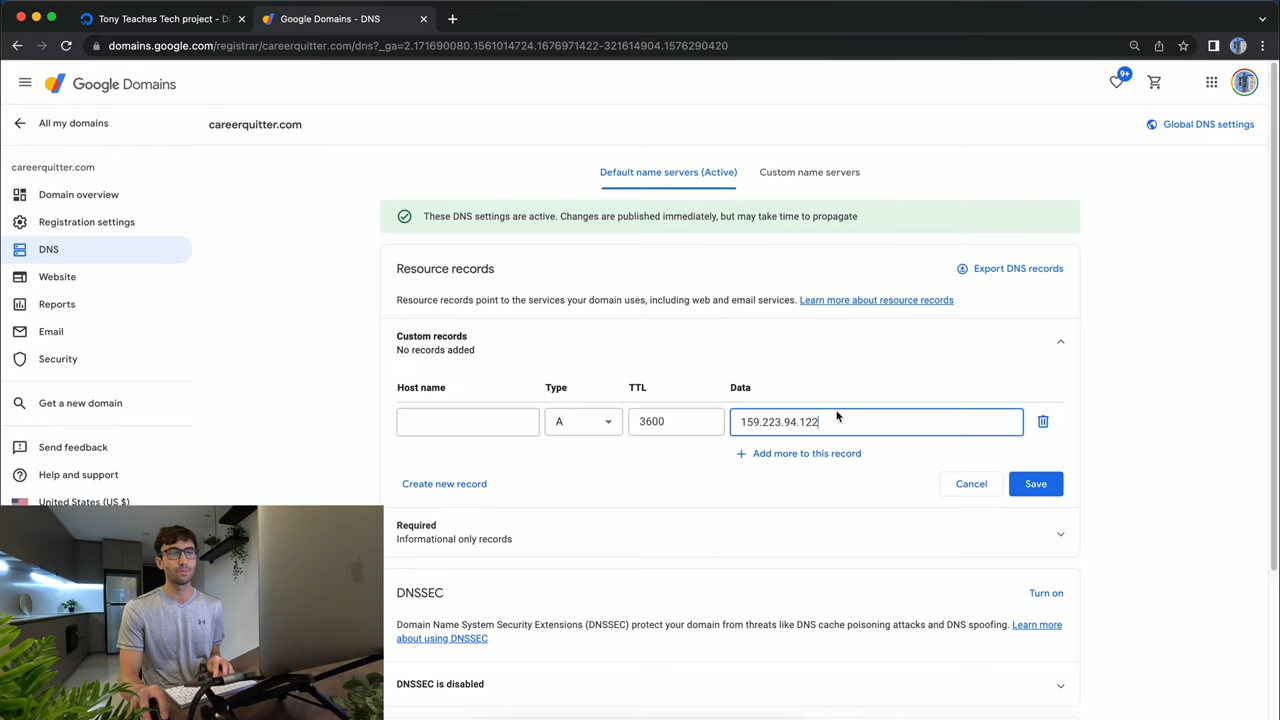 Tony Teaches Tech project - D
Google Domains - DNS
domains.google.com/registrar/careerquitter.com/dns?_ga=2.171690080.1561014724.1676971422-321614904.1576290420
Google Domains
9+
All my domains
careerquitter.com
Global DNS settings
careerquitter.com
Domain overview
Registration settings
DNS
Website
Reports
Email
Security
Get a new domain
Send feedback
Help and support
United States (US $)
Default name servers (Active)
Custom name servers
These DNS settings are active. Changes are published immediately, but may take time to propagate
Resource records
Export DNS records
Resource records point to the services your domain uses, including web and email services. Learn more about resource records
Custom records
No records added
Host name
Type
TTL
Data
A
3600
159.223.94.122
Add more to this record
Create new record
Cancel
Save
Required
Informational only records
DNSSEC
Turn on
Domain Name System Security Extensions (DNSSEC) protect your domain from threats like DNS cache poisoning attacks and DNS spoofing. Learn more
about using DNSSEC
DNSSEC is disabled